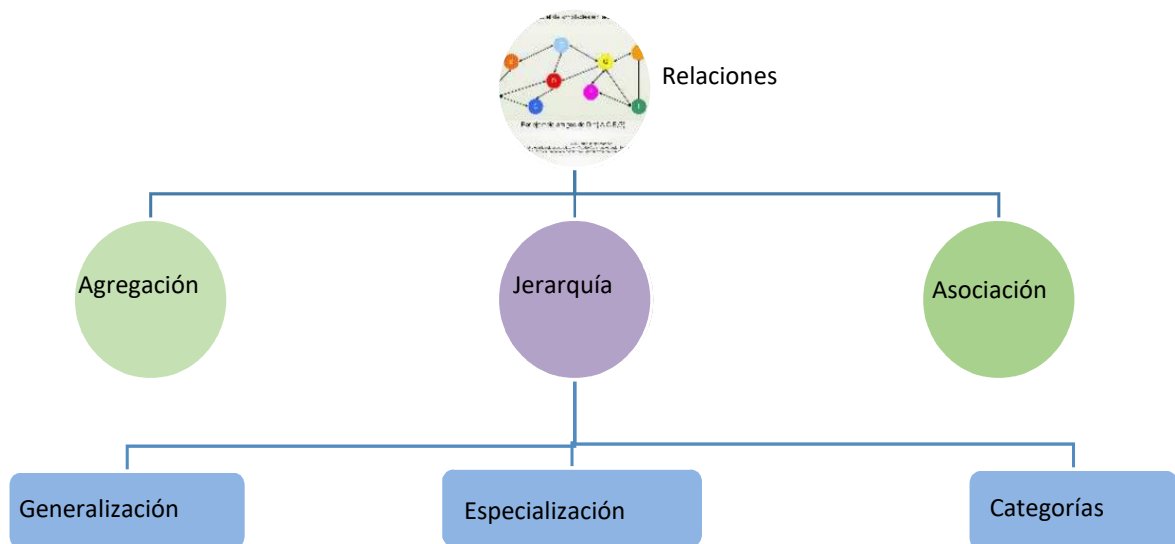 Relaciones
Agregación
Jerarquía
Asociación
Generalización
Especialización
Categorías